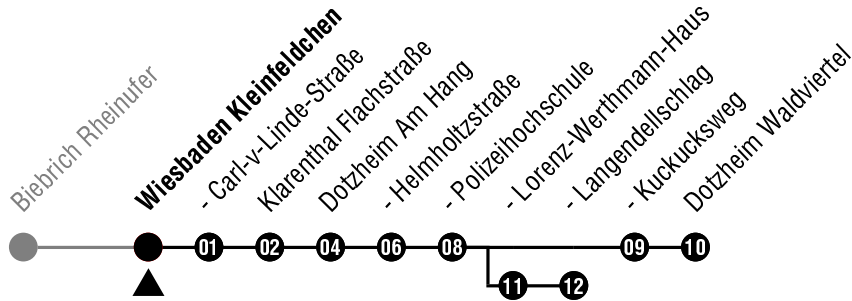 Biebrich Rheinufer
Wiesbaden Kleinfeldchen
- Carl-v-Linde-Straße
Klarenthal Flachstraße
Dotzheim Am Hang
- Helmholtzstraße
- Polizeihochschule
- Lorenz-Werthmann-Haus
- Langendellschlag
- Kuckucksweg
Dotzheim Waldviertel
01 02 04 06 08 09 10
11 12